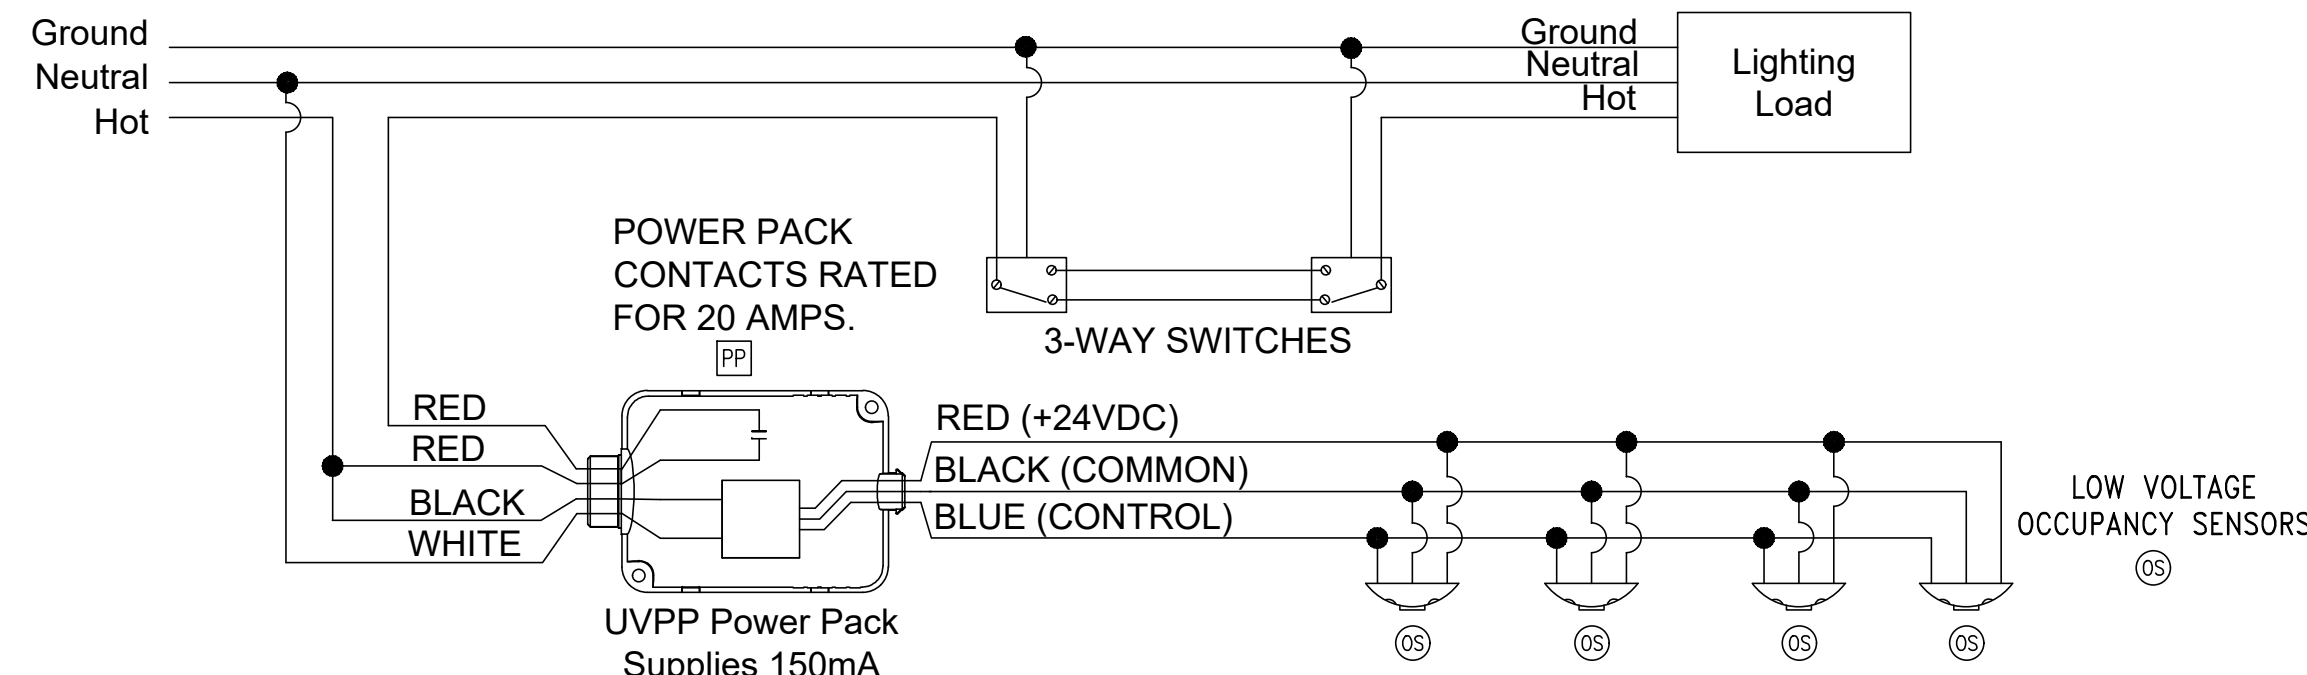 Ground
Neutral
Hot
Ground
Neutral
Hot
Lighting
Load
POWER PACK
CONTACTS RATED
FOR 20 AMPS.
PP
3-WAY SWITCHES
RED
RED
BLACK
WHITE
RED (+24VDC)
BLACK (COMMON)
BLUE (CONTROL)
LOW VOLTAGE
OCCUPANCY SENSORS
OS
UVPP Power Pack
Supplies 150mA
OS
OS
OS
OS